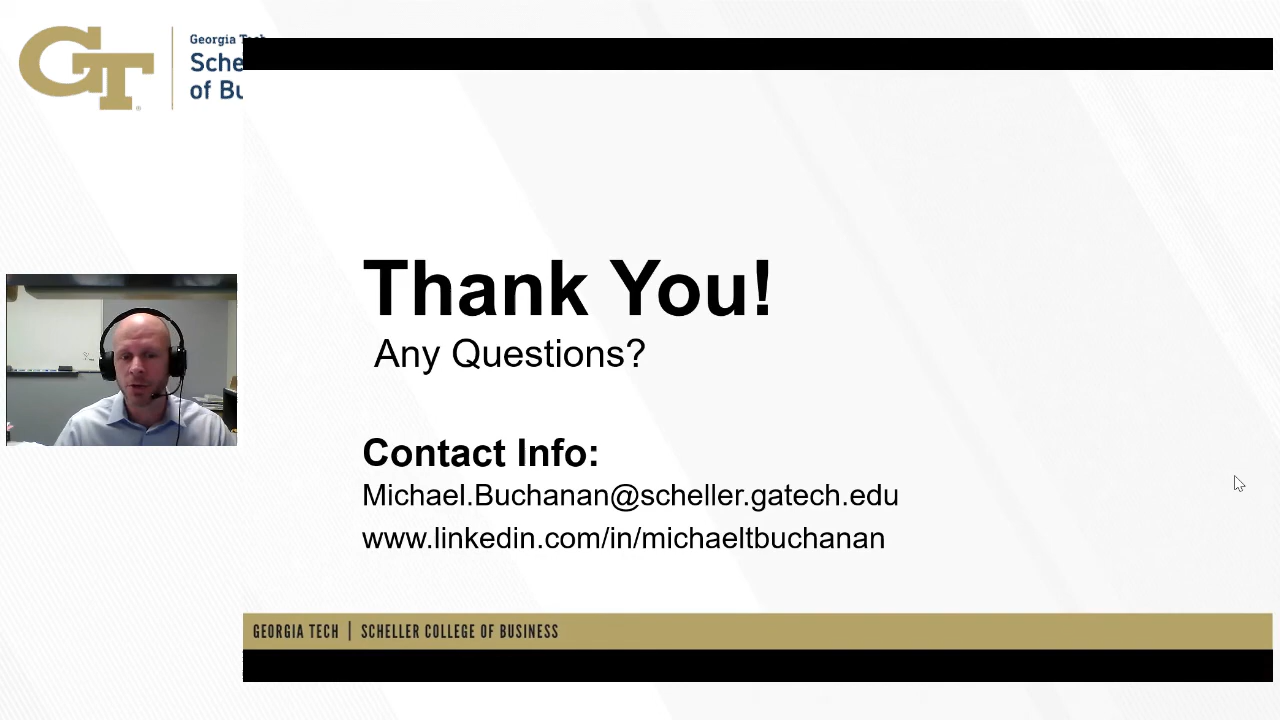 GT
Georgia Tech
Sche
of Bu
Thank You!
Any Questions?
Contact Info:
Michael.Buchanan@scheller.gatech.edu
www.linkedin.com/in/michaeltbuchanan
GEORGIA TECH | SCHELLER COLLEGE OF BUSINESS